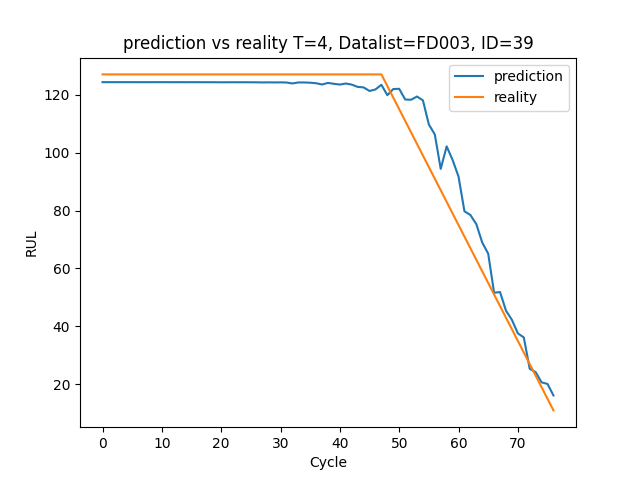 prediction vs reality T=4, Datalist=FD003, ID=39
prediction
reality
RUL
120
100
80
60
40
20
0 10 20 30 40 50 60 70
Cycle